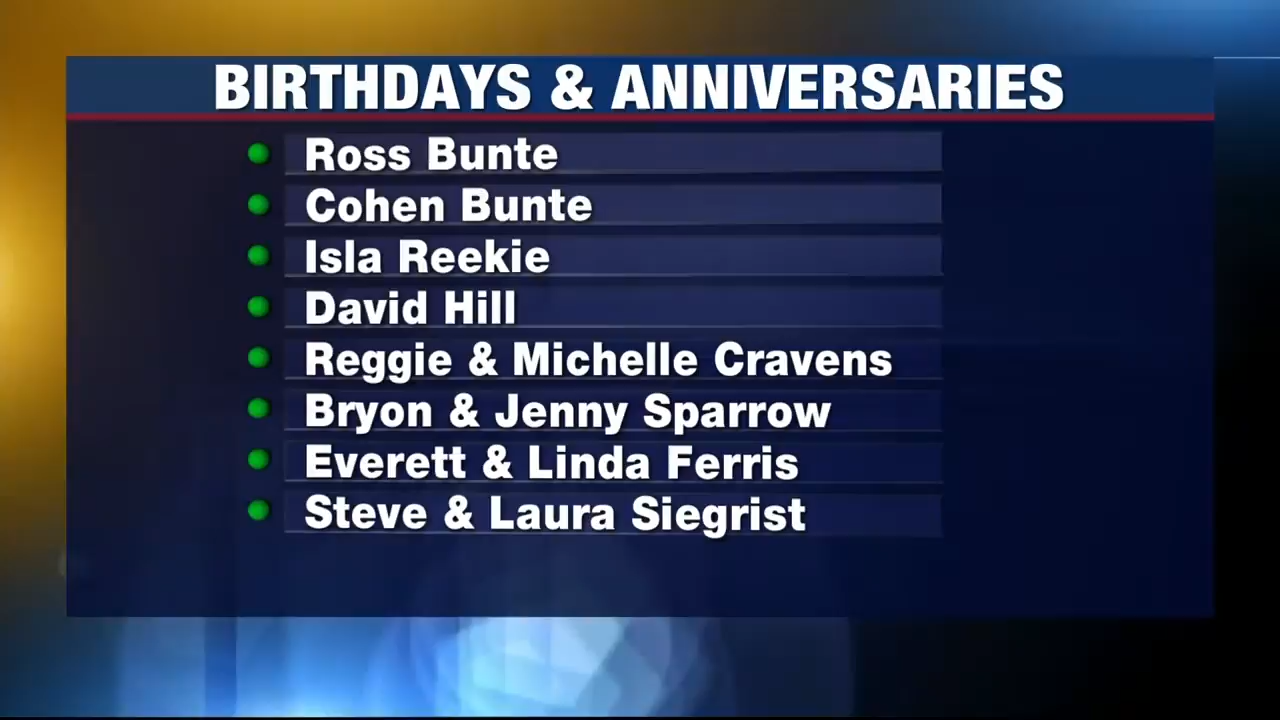 BIRTHDAYS & ANNIVERSARIES
Ross Bunte
Cohen Bunte
Isla Reekie
David Hill
Reggie & Michelle Cravens
Bryon & Jenny Sparrow
Everett & Linda Ferris
Steve & Laura Siegrist